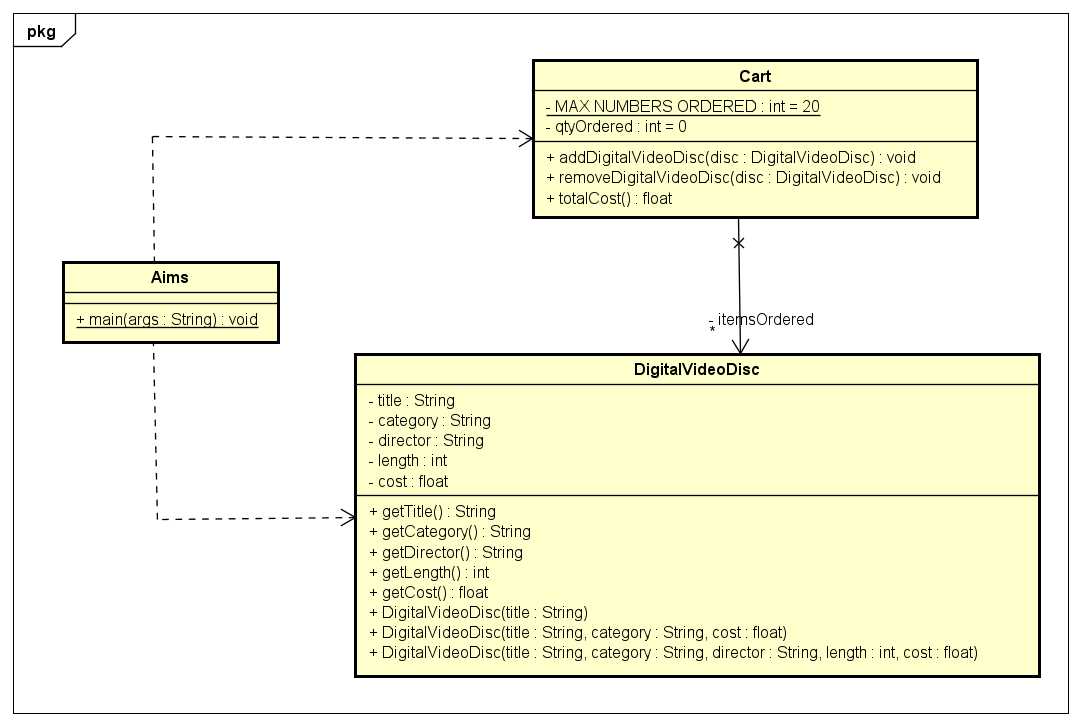 pkg
Cart
- MAX NUMBERS ORDERED : int = 20
- qtyOrdered : int = 0
+ addDigitalVideoDisc(disc : DigitalVideoDisc) : void
+ removeDigitalVideoDisc(disc : DigitalVideoDisc) : void
+ totalCost() : float
Aims
+ main(args : String) : void
- itemsOrdered
*
DigitalVideoDisc
- title : String
- category : String
- director : String
- length : int
- cost : float
+ getTitle() : String
+ getCategory() : String
+ getDirector() : String
+ getLength() : int
+ getCost() : float
+ DigitalVideoDisc(title : String)
+ DigitalVideoDisc(title : String, category : String, cost : float)
+ DigitalVideoDisc(title : String, category : String, director : String, length : int, cost : float)